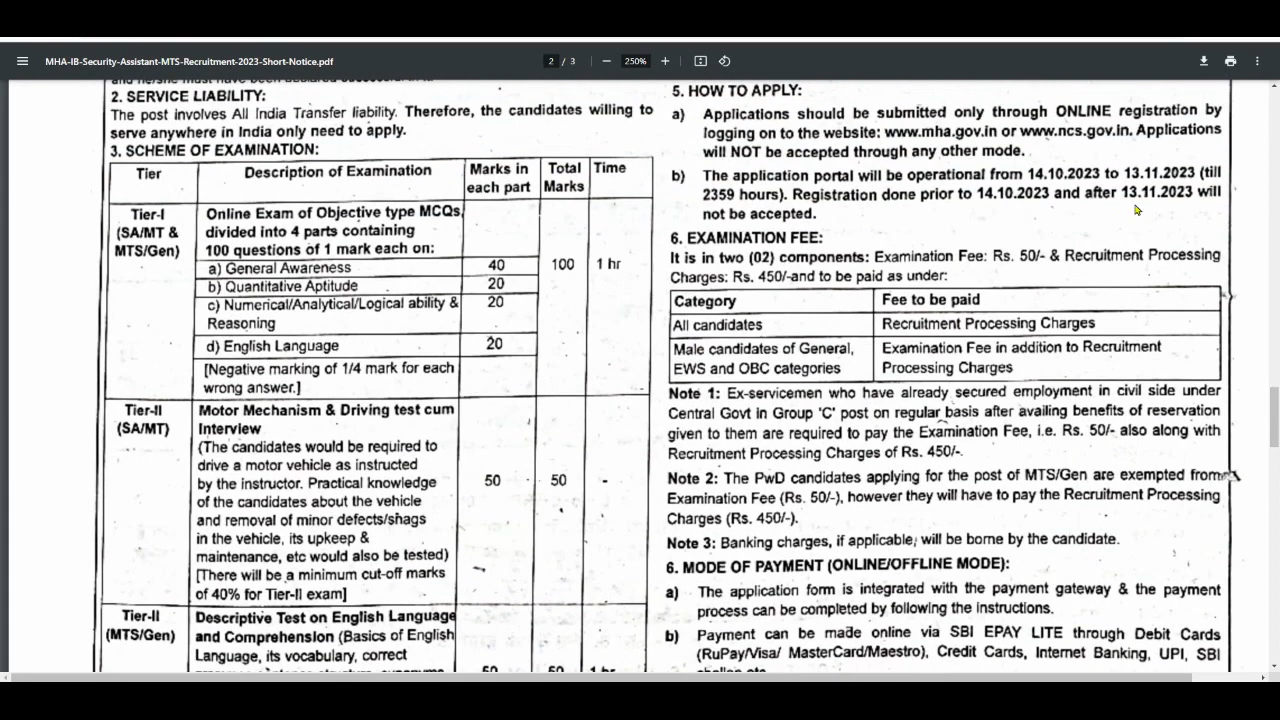 MHA-IB-Security-Assistant-MTS-Recruitment-2023-Short-Notice.pdf
2 / 3
250%
2. SERVICE LIABILITY:
The post involves All India Transfer liability. Therefore, the candidates willing to
serve anywhere in India only need to apply.
3. SCHEME OF EXAMINATION:
Tier
Description of Examination
Marks in
each part
Total
Marks
Time
Tier-I
(SA/MT &
MTS/Gen)
Online Exam of Objective type MCQs
divided into 4 parts containing
100 questions of 1 mark each on:
a) General Awareness
40
100
1 hr
b) Quantitative Aptitude
20
c) Numerical/Analytical/Logical ability &
Reasoning
20
d) English Language
20
[Negative marking of 1/4 mark for each
wrong answer.]
Tier-II
(SA/MT)
Motor Mechanism & Driving test cum
Interview
(The candidates would be required to
drive a motor vehicle as instructed
by the instructor. Practical knowledge
of the candidates about the vehicle
and removal of minor defects/shags
in the vehicle, its upkeep &
maintenance, etc would also be tested)
[There will be a minimum cut-off marks
of 40% for Tier-II exam]
50
50
-
Tier-II
(MTS/Gen)
Descriptive Test on English Language
and Comprehension (Basics of English
Language, its vocabulary, correct
50
50
1 hr
5. HOW TO APPLY:
a) Applications should be submitted only through ONLINE registration by
logging on to the website: www.mha.gov.in or www.ncs.gov.in. Applications
will NOT be accepted through any other mode.
b) The application portal will be operational from 14.10.2023 to 13.11.2023 (till
2359 hours). Registration done prior to 14.10.2023 and after 13.11.2023 will
not be accepted.
6. EXAMINATION FEE:
It is in two (02) components: Examination Fee: Rs. 50/- & Recruitment Processing
Charges: Rs. 450/-and to be paid as under:
Category
Fee to be paid
All candidates
Recruitment Processing Charges
Male candidates of General,
EWS and OBC categories
Examination Fee in addition to Recruitment
Processing Charges
Note 1: Ex-servicemen who have already secured employment in civil side under
Central Govt in Group 'C' post on regular basis after availing benefits of reservation
given to them are required to pay the Examination Fee, i.e. Rs. 50/- also along with
Recruitment Processing Charges of Rs. 450/-.
Note 2: The PwD candidates applying for the post of MTS/Gen are exempted from
Examination Fee (Rs. 50/-), however they will have to pay the Recruitment Processing
Charges (Rs. 450/-).
Note 3: Banking charges, if applicable, will be borne by the candidate.
6. MODE OF PAYMENT (ONLINE/OFFLINE MODE):
a) The application form is integrated with the payment gateway & the payment
process can be completed by following the instructions.
b) Payment can be made online via SBI EPAY LITE through Debit Cards
(RuPay/Visa/ MasterCard/Maestro), Credit Cards, Internet Banking, UPI, SBI